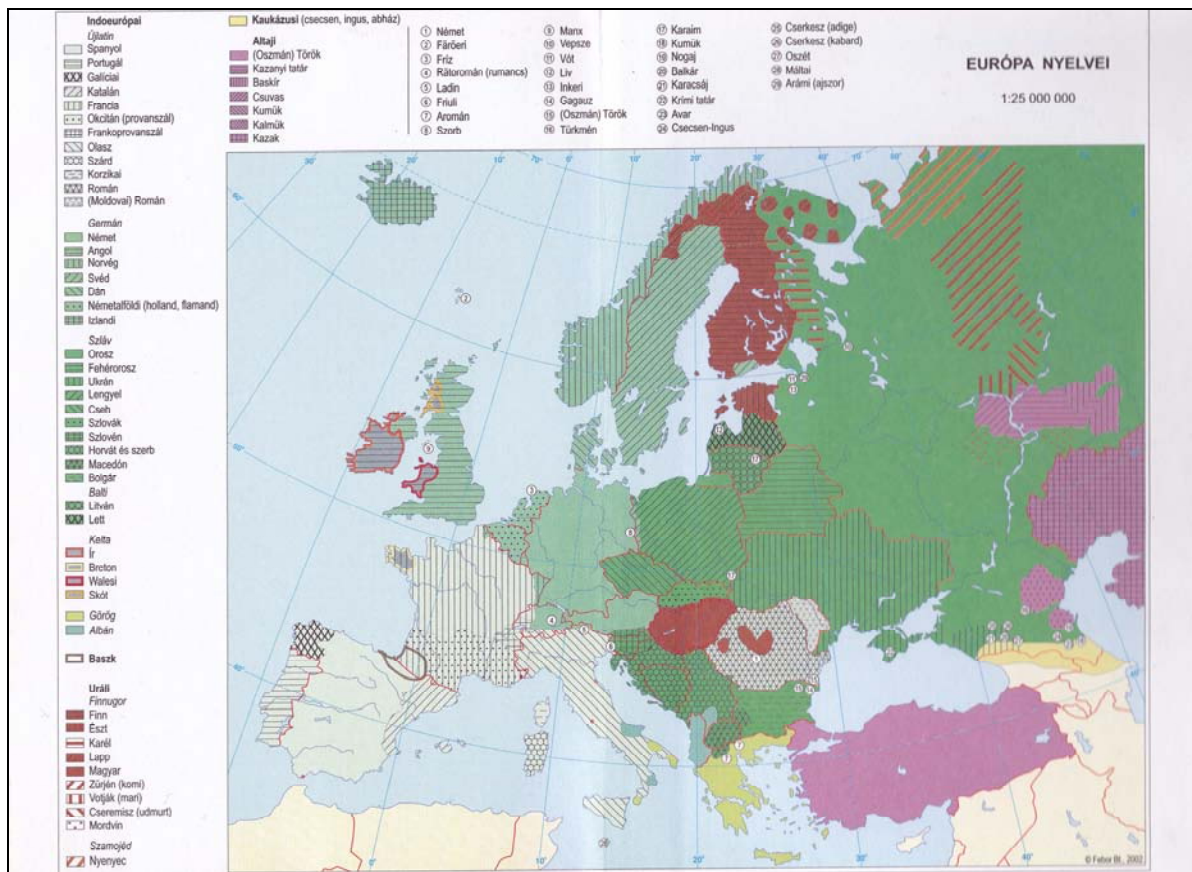 Indoeurópai
Újlatin
Spanyol
Portugál
Galíciai
Katalán
Francia
Okcitán (provanszál)
Frankoprovanszál
Olasz
Szárd
Korzikai
Román
(Moldovai) Román
Germán
Német
Angol
Norvég
Svéd
Dán
Németalföldi (holland, flamand)
Izlandi
Szláv
Orosz
Fehérorosz
Ukrán
Lengyel
Cseh
Szlovák
Szlovén
Horvát és szerb
Macedón
Bolgár
Balti
Litván
Lett
Kelta
Ír
Breton
Walesi
Skót
Görög
Albán
Baszk
Uráli
Finnugor
Finn
Észt
Karél
Lapp
Magyar
Zürjén (komi)
Votják (mari)
Cseremisz (udmurt)
Mordvin
Szamojéd
Nyenyec
Kaukázusi (csecsen, ingus, abház)
Altaji
(Oszmán) Török
Kazanyi tatár
Baskír
Csuvas
Kumük
Kalmük
Kazak
1 Német
2 Färöeri
3 Fríz
4 Rätoromán (rumancs)
5 Ladin
6 Friuli
7 Aromán
8 Szorb
9 Manx
10 Vepsze
11 Vót
12 Lív
13 Inkeri
14 Gagauz
15 (Oszmán) Török
16 Türkmén
17 Karaim
18 Kumük
19 Nogaj
20 Balkár
21 Karacsáj
22 Krími tatár
23 Avar
24 Csecsen-Ingus
25 Cserkesz (adige)
26 Cserkesz (kabard)
27 Oszét
28 Máltai
29 Arámi (ajszor)
EURÓPA NYELVEI
1:25 000 000
© Fabor Bt., 2002